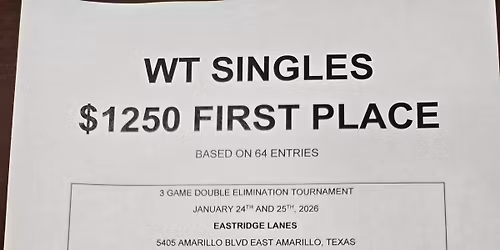 WT SINGLES
$1250 FIRST PLACE
BASED ON 64 ENTRIES
3 GAME DOUBLE ELIMINATION TOURNAMENT
JANUARY 24TH AND 25TH, 2026
EASTRIDGE LANES
5405 AMARILLO BLVD EAST AMARILLO, TEXAS